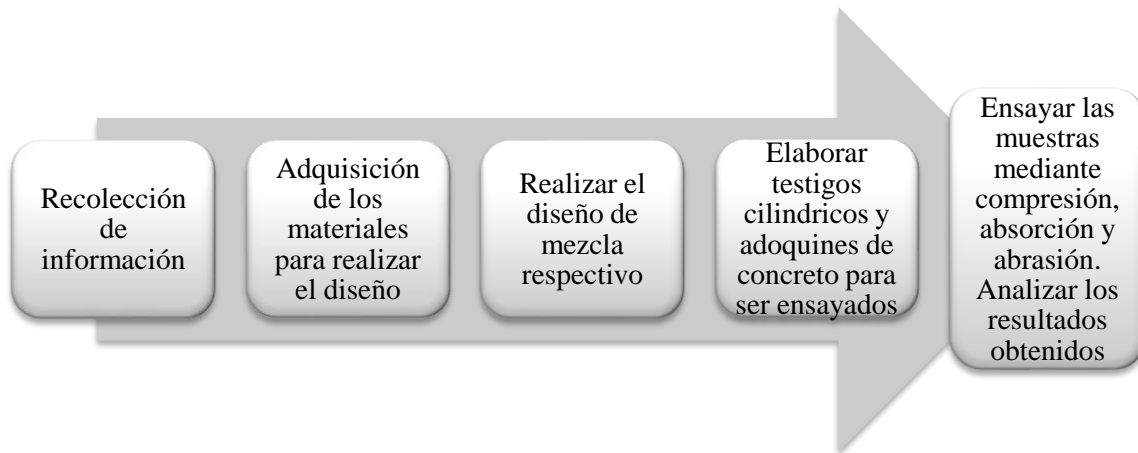 Recolección
de
información
Adquisición
de los
materiales
para realizar
el diseño
Realizar el
diseño de
mezcla
respectivo
Elaborar
testigos
cilindricos y
adoquines de
concreto para
ser ensayados
Ensayar las
muestras
mediante
compresión,
absorción y
abrasión.
Analizar los
resultados
obtenidos